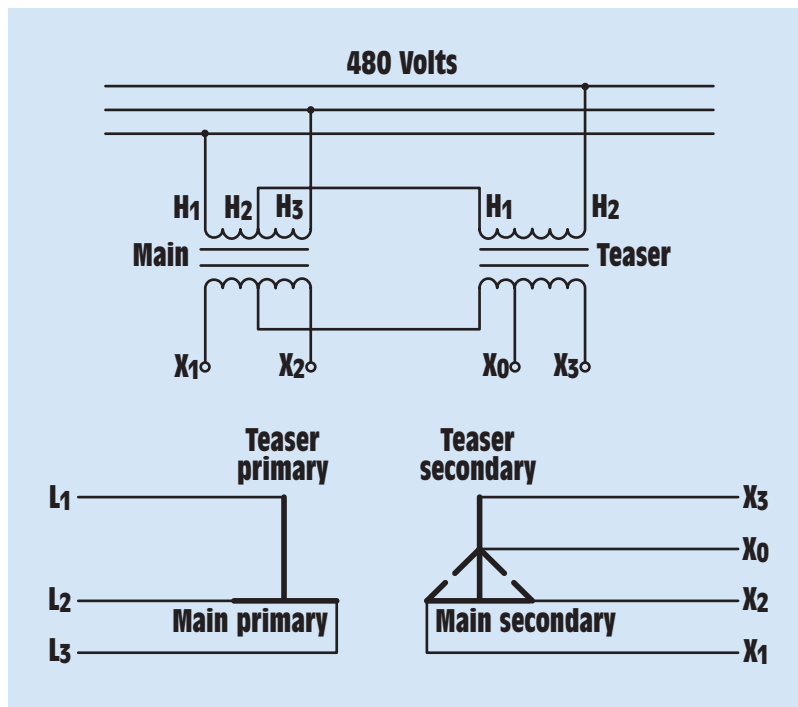 480 Volts
H1 H2 H3 H1 H2
Main Teaser
X1 X2 X0 X3
Teaser primary
Teaser secondary
L1 X3
X0
L2 X2
Main primary Main secondary
L3 X1